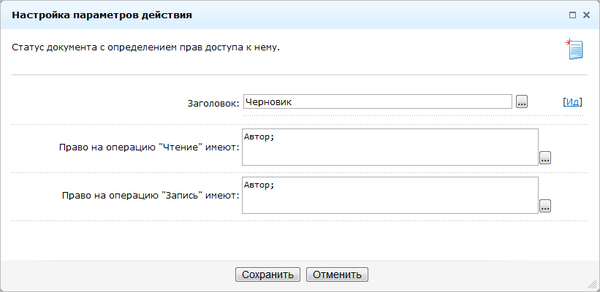 Настройка параметров действия
Статус документа с определением прав доступа к нему.
Заголовок: Черновик ... [Ид]
Право на операцию "Чтение" имеют: Автор; ...
Право на операцию "Запись" имеют: Автор; ...
Сохранить Отменить